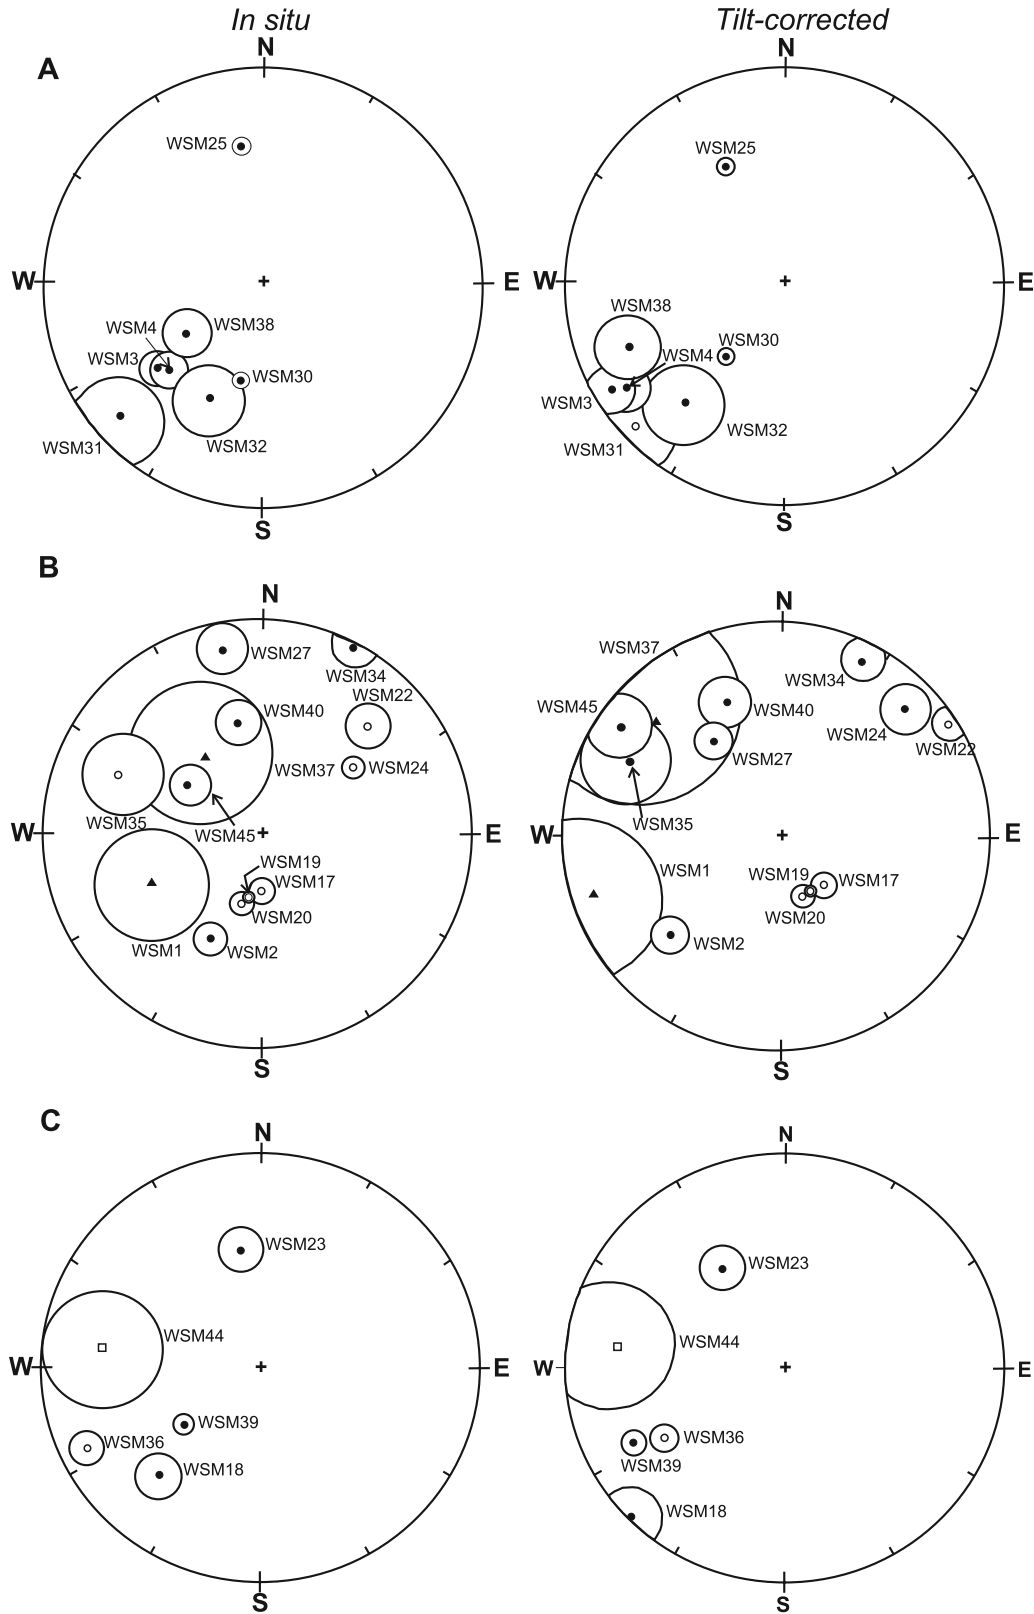 In situ
Tilt-corrected
A
N
WSM25
W
E
WSM4
WSM38
WSM3
WSM30
WSM31
WSM32
S
N
WSM25
W
E
WSM38
WSM30
WSM4
WSM3
WSM32
WSM31
S
B
N
WSM27
WSM34
WSM22
WSM40
WSM37
WSM24
WSM35
WSM45
W
E
WSM19
WSM17
WSM20
WSM1
WSM2
S
N
WSM37
WSM34
WSM45
WSM40
WSM24
WSM22
WSM27
WSM35
W
E
WSM1
WSM19
WSM17
WSM20
WSM2
S
C
N
WSM23
WSM44
W
E
WSM39
WSM36
WSM18
S
N
WSM23
WSM44
W
E
WSM36
WSM39
WSM18
S